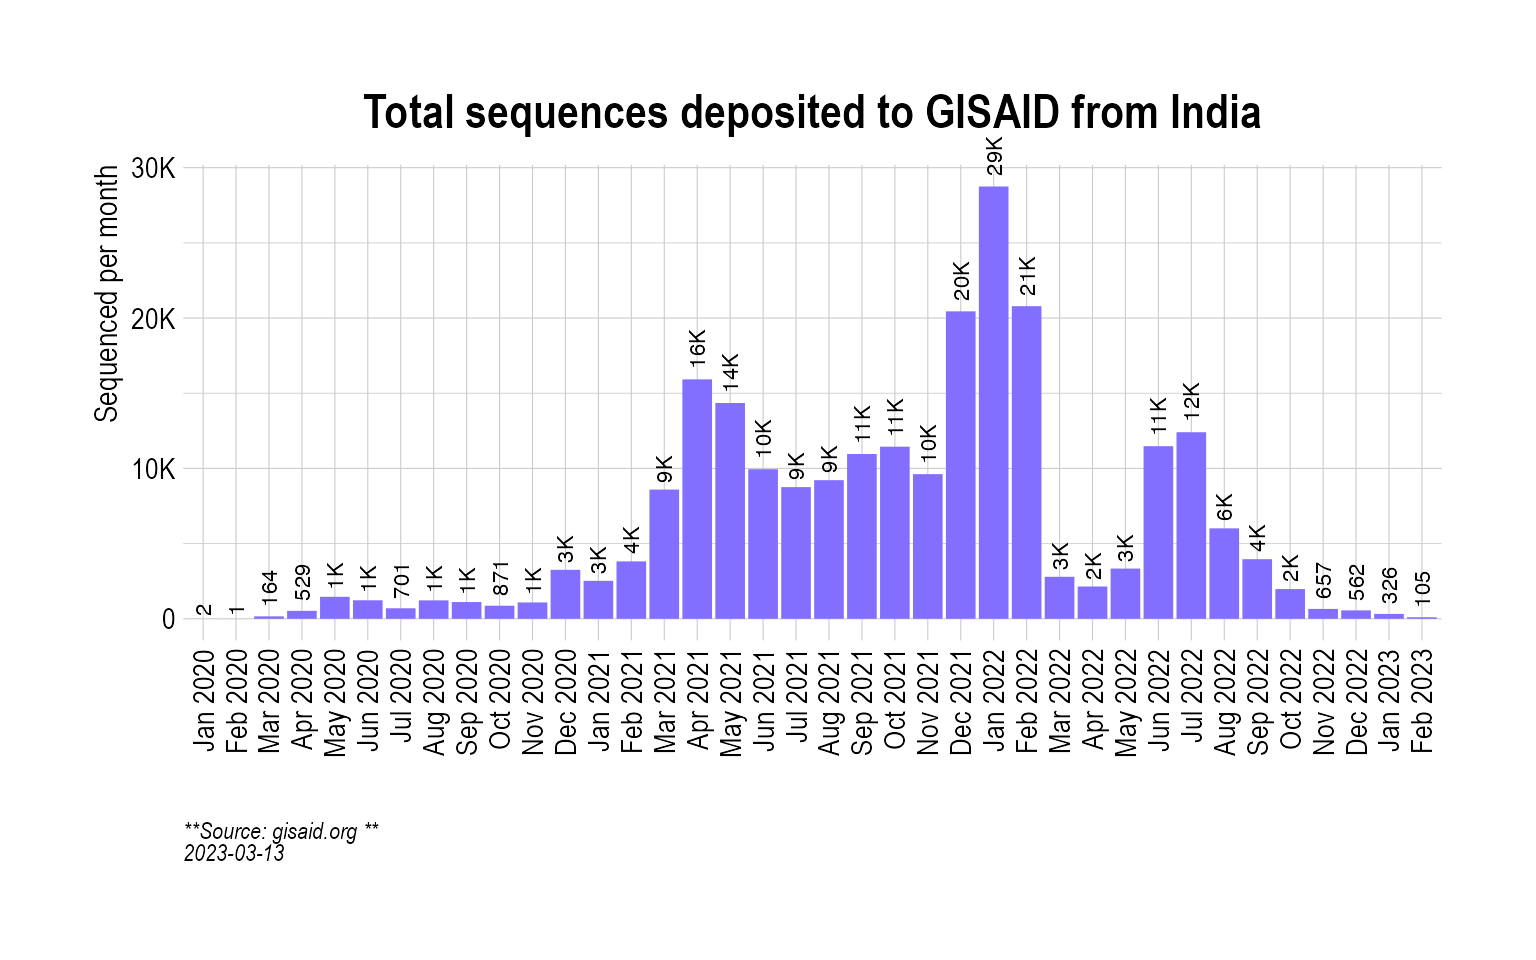 Total sequences deposited to GISAID from India
Sequenced per month
30K
20K
10K
0
2
1
164
529
1K
1K
701
1K
1K
871
1K
3K
3K
4K
9K
16K
14K
10K
9K
9K
11K
11K
10K
20K
29K
21K
3K
2K
3K
11K
12K
6K
4K
2K
657
562
326
105
Jan 2020
Feb 2020
Mar 2020
Apr 2020
May 2020
Jun 2020
Jul 2020
Aug 2020
Sep 2020
Oct 2020
Nov 2020
Dec 2020
Jan 2021
Feb 2021
Mar 2021
Apr 2021
May 2021
Jun 2021
Jul 2021
Aug 2021
Sep 2021
Oct 2021
Nov 2021
Dec 2021
Jan 2022
Feb 2022
Mar 2022
Apr 2022
May 2022
Jun 2022
Jul 2022
Aug 2022
Sep 2022
Oct 2022
Nov 2022
Dec 2022
Jan 2023
Feb 2023
**Source: gisaid.org **
2023-03-13